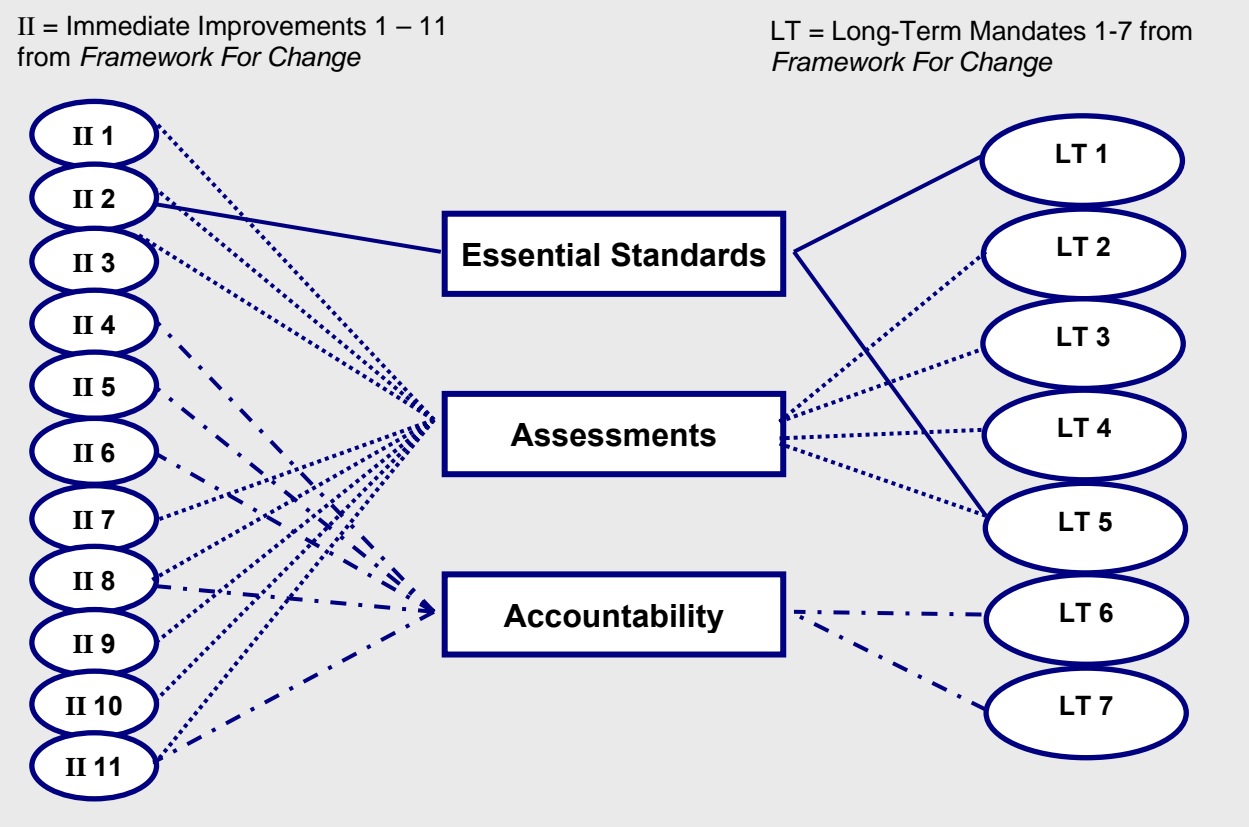 II = Immediate Improvements 1 – 11
from Framework For Change
LT = Long-Term Mandates 1-7 from
Framework For Change
II 1
II 2
II 3
II 4
II 5
II 6
II 7
II 8
II 9
II 10
II 11
Essential Standards
Assessments
Accountability
LT 1
LT 2
LT 3
LT 4
LT 5
LT 6
LT 7